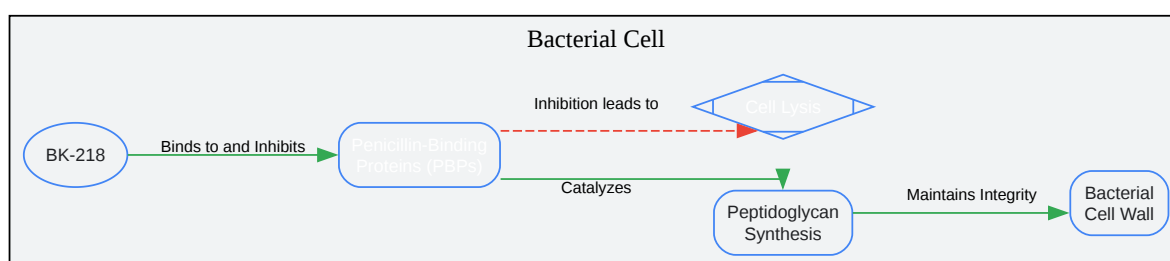 Bacterial Cell
Inhibition leads to
Cell Lysis
BK-218
Binds to and Inhibits
Penicillin-Binding
Proteins (PBPs)
Catalyzes
Peptidoglycan
Synthesis
Maintains Integrity
Bacterial
Cell Wall